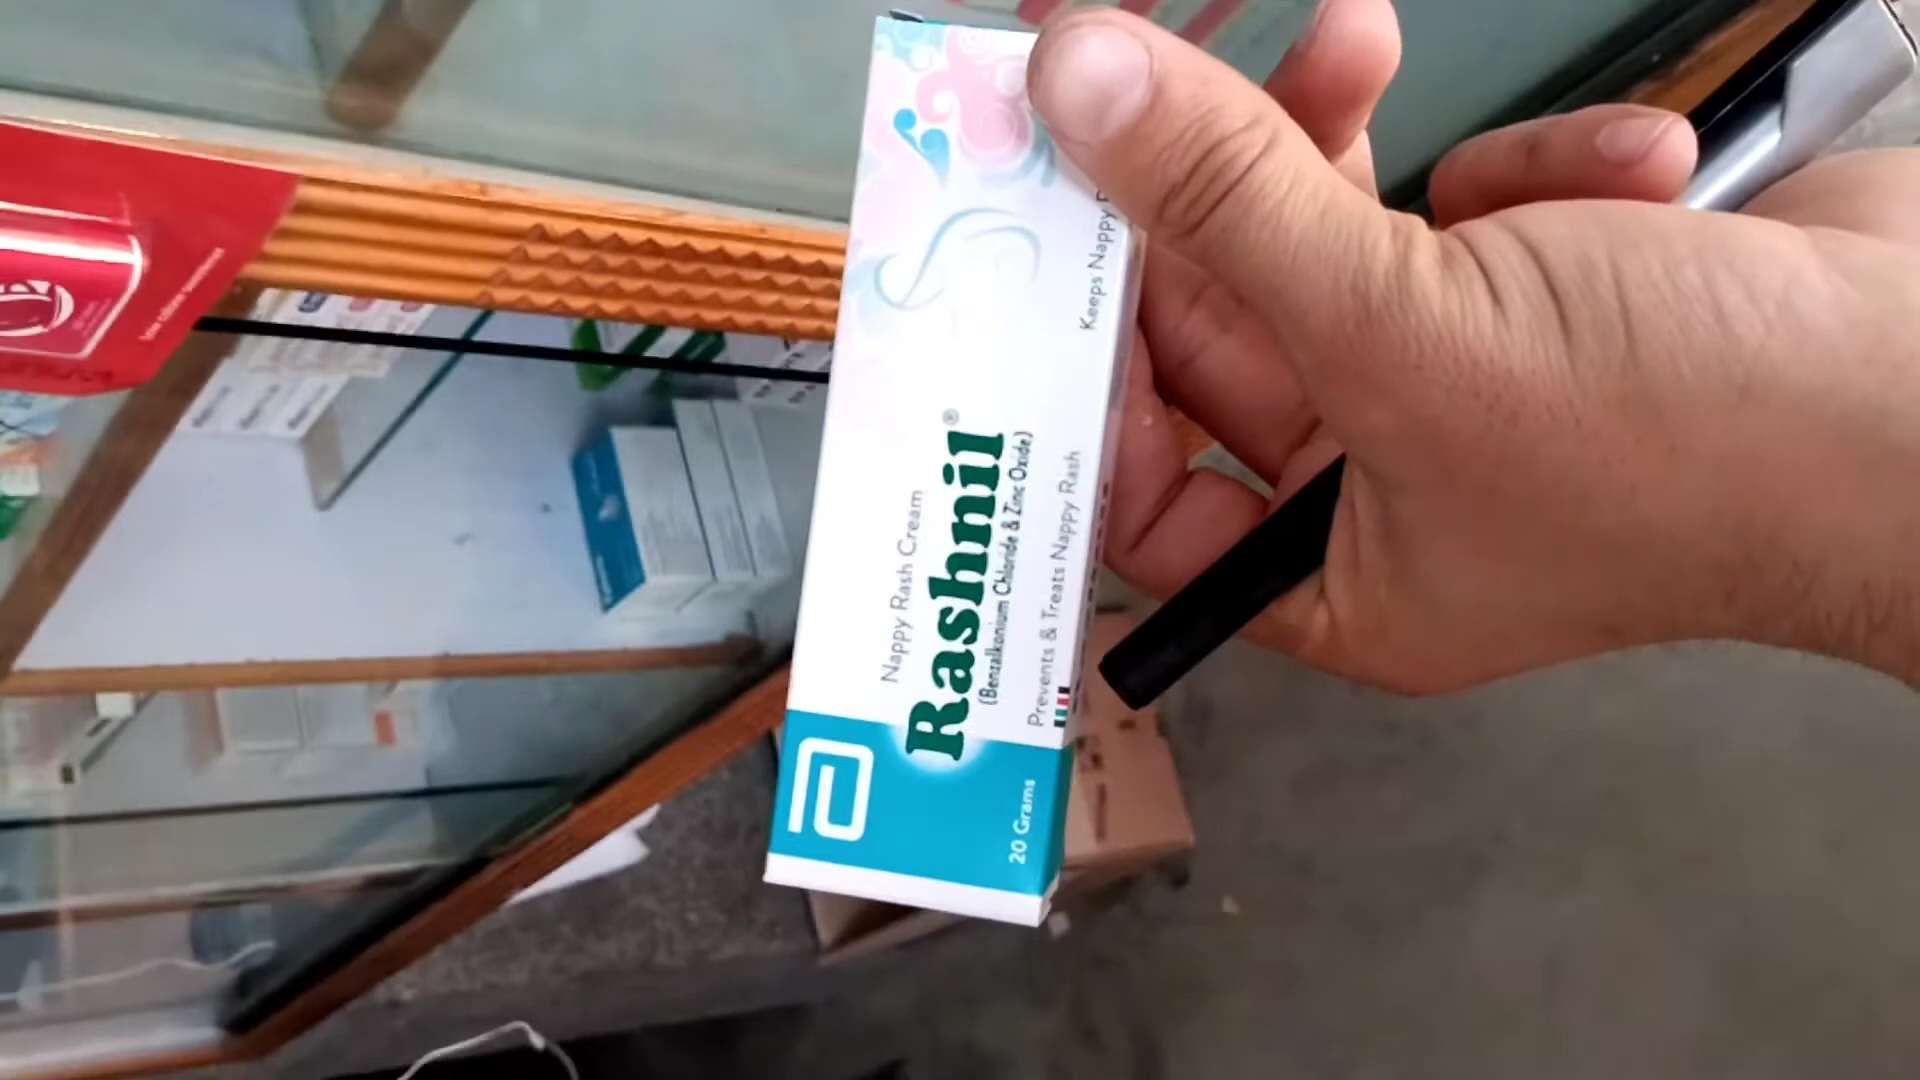 Nappy Rash Cream
Rashnil®
(Benzalkonium Chloride & Zinc Oxide)
Prevents & Treats Nappy Rash
Keeps Nappy
20 Grams